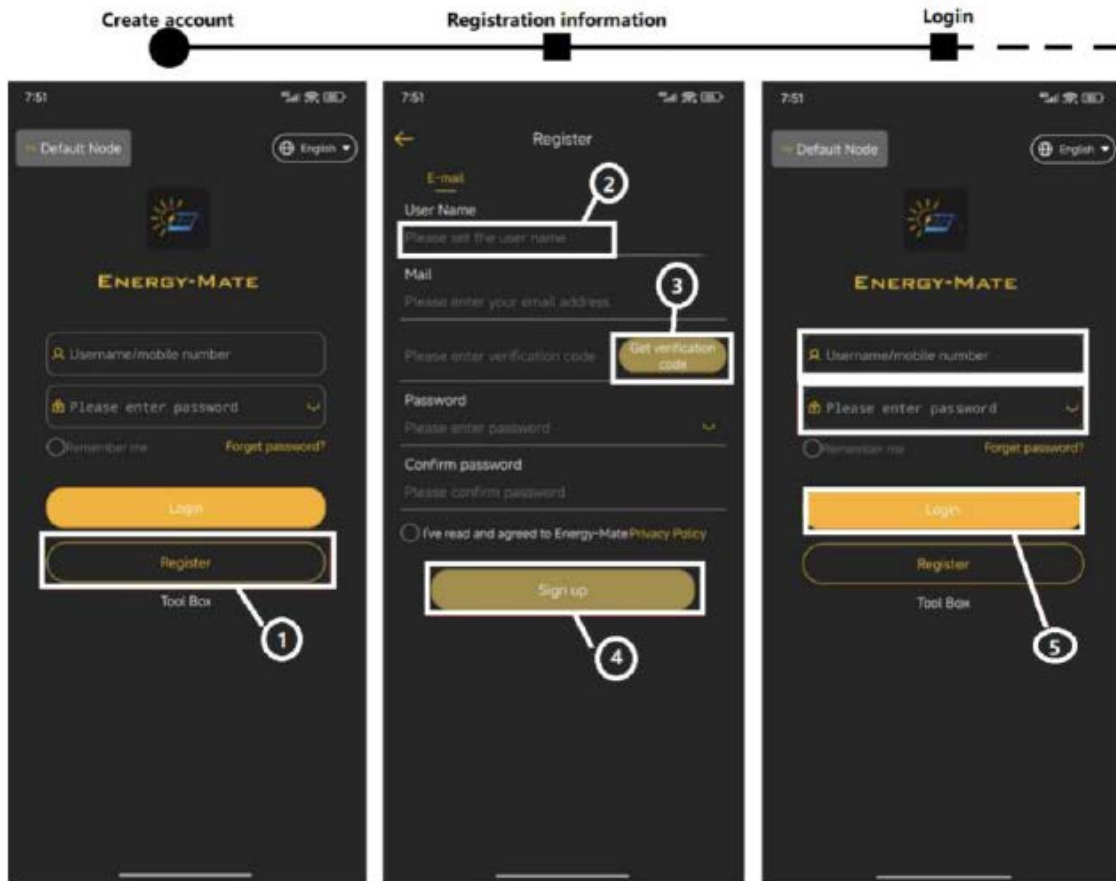 Create account
Registration information
Login
7:51
Default Node
English
ENERGY-MATE
Username/mobile number
Please enter password
Remember me
Forget password?
Login
Register
Tool Box
1
7:51
Register
E-mail
2
User Name
Please set the user name
Mail
3
Please enter your email address
Please enter verification code
Get verification
code
Password
Please enter password
Confirm password
Please confirm password
I've read and agreed to Energy-Mate Privacy Policy
Sign up
4
7:51
Default Node
English
ENERGY-MATE
Username/mobile number
Please enter password
Remember me
Forget password?
Login
Register
Tool Box
5